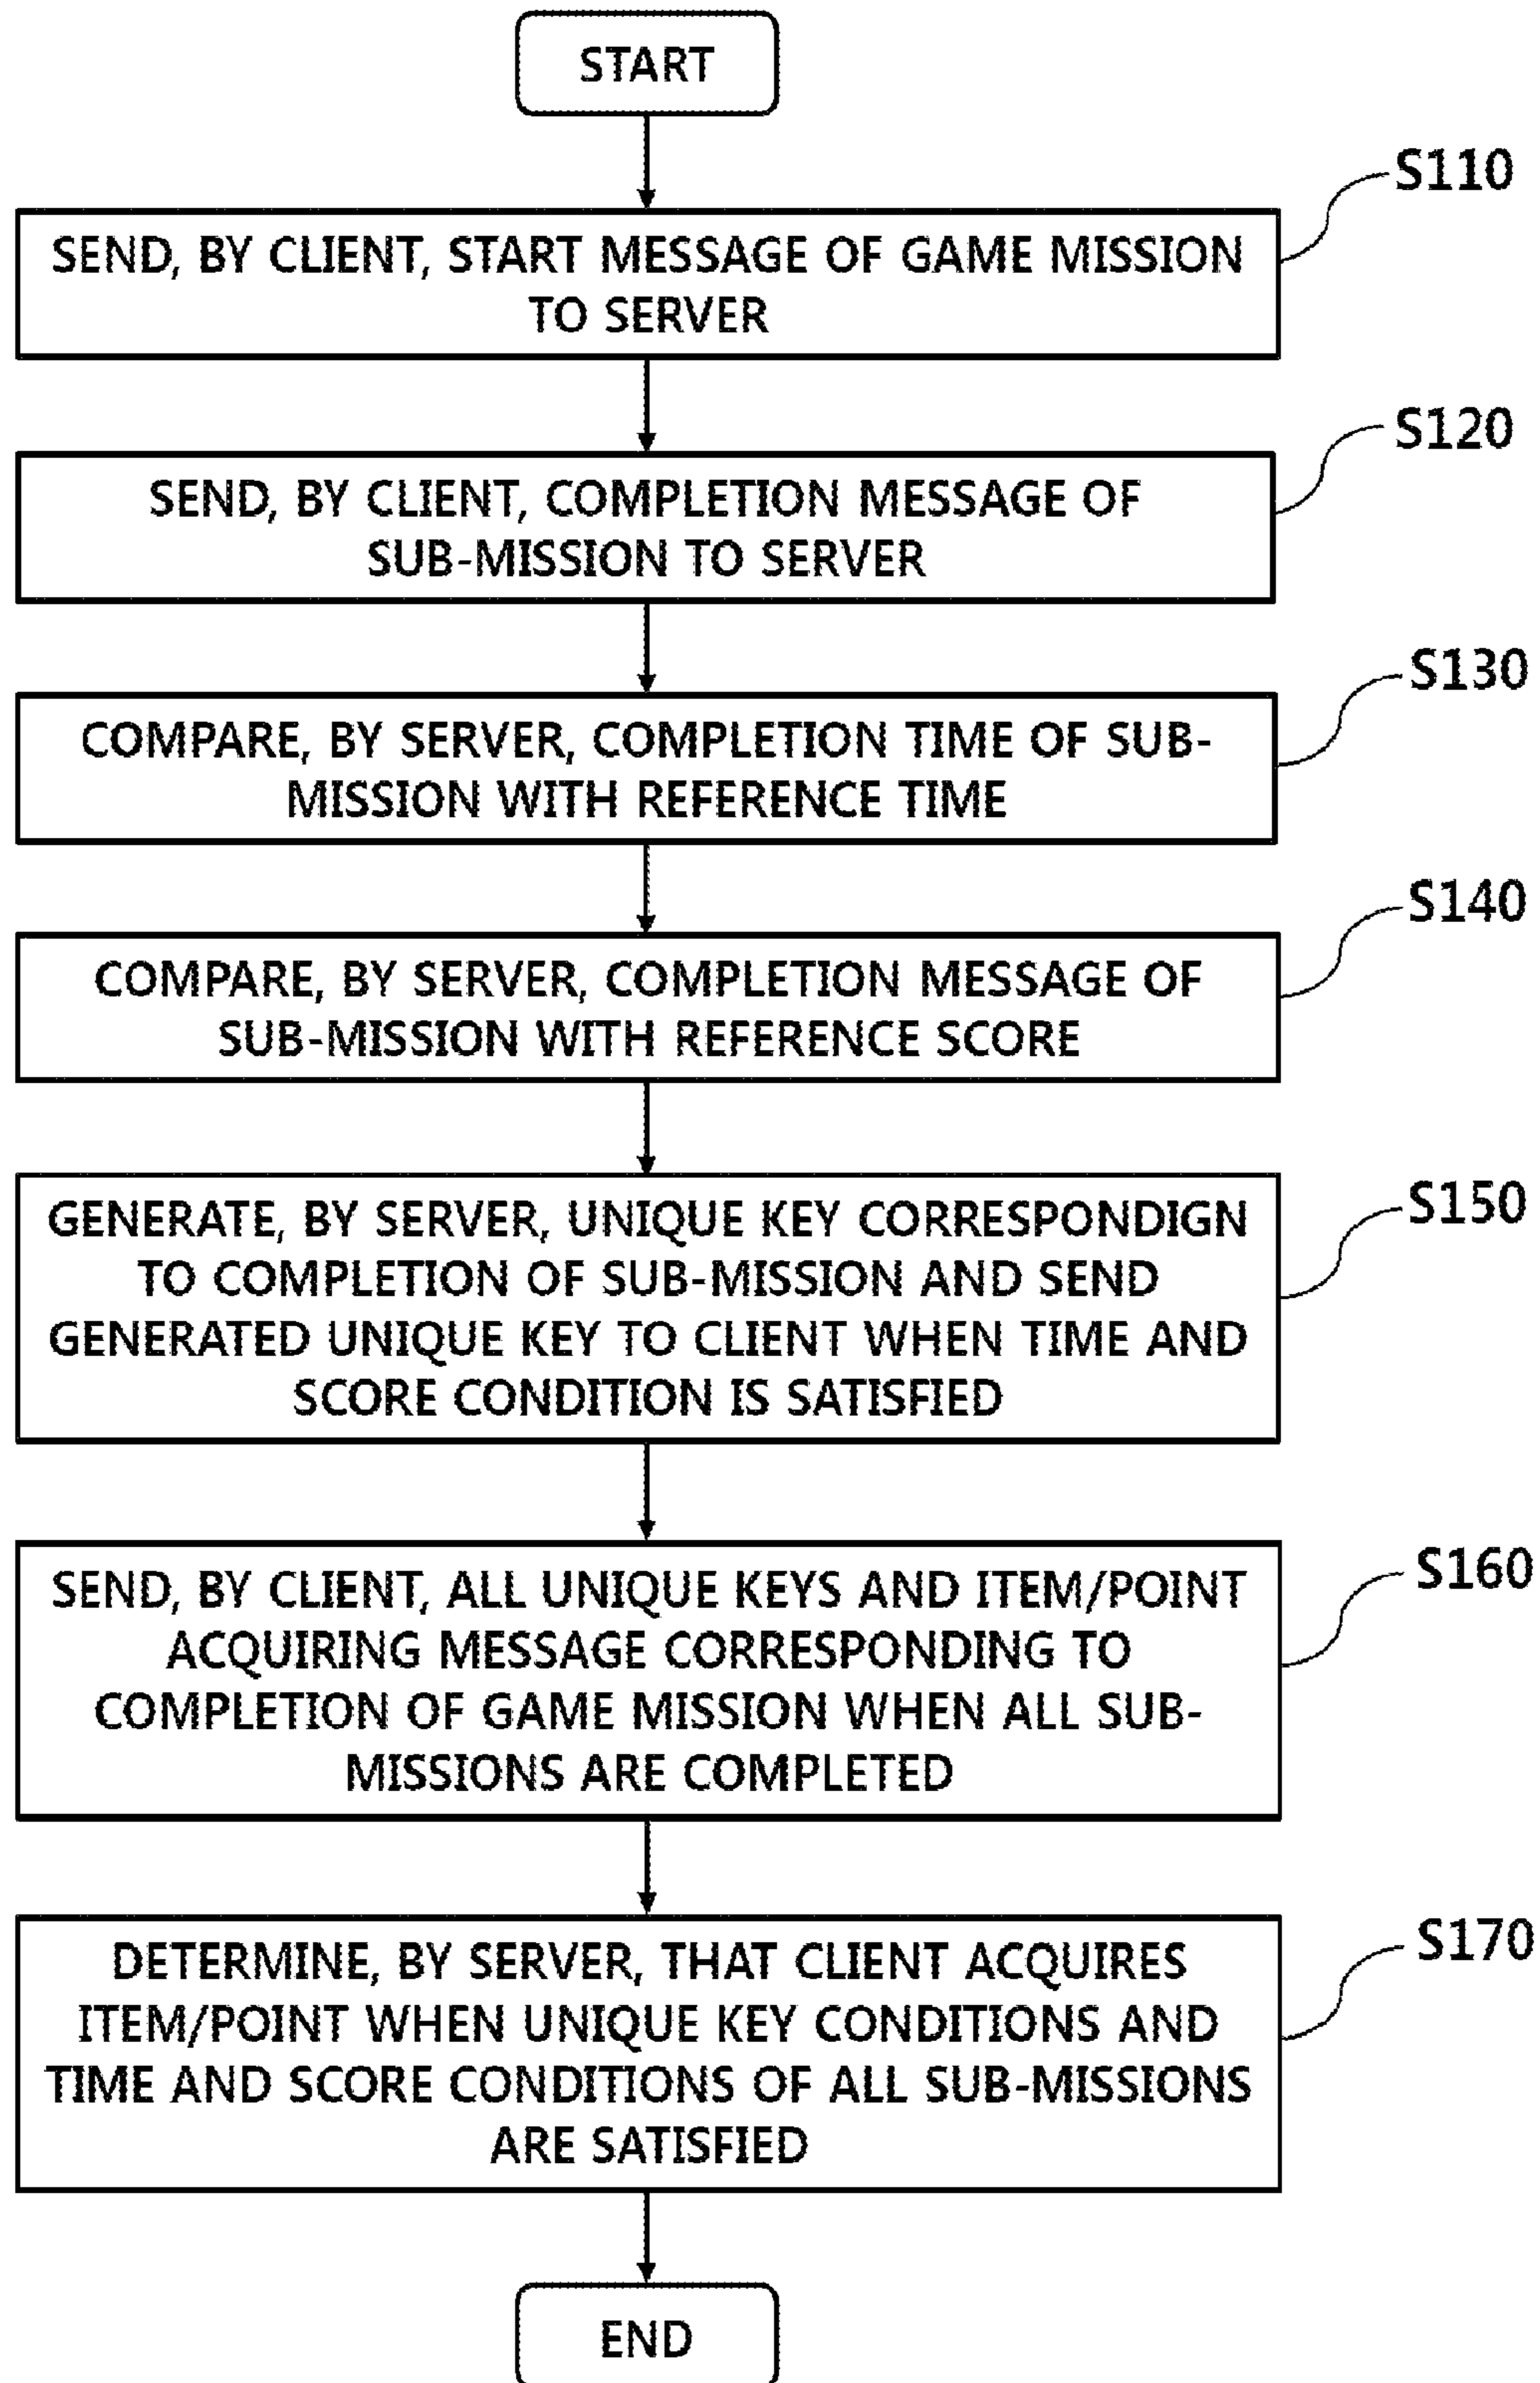 START
S110
SEND, BY CLIENT, START MESSAGE OF GAME MISSION
TO SERVER
S120
SEND, BY CLIENT, COMPLETION MESSAGE OF
SUB-MISSION TO SERVER
S130
COMPARE, BY SERVER, COMPLETION TIME OF SUB-
MISSION WITH REFERENCE TIME
S140
COMPARE, BY SERVER, COMPLETION MESSAGE OF
SUB-MISSION WITH REFERENCE SCORE
S150
GENERATE, BY SERVER, UNIQUE KEY CORRESPONDIGN
TO COMPLETION OF SUB-MISSION AND SEND
GENERATED UNIQUE KEY TO CLIENT WHEN TIME AND
SCORE CONDITION IS SATISFIED
S160
SEND, BY CLIENT, ALL UNIQUE KEYS AND ITEM/POINT
ACQUIRING MESSAGE CORRESPONDING TO
COMPLETION OF GAME MISSION WHEN ALL SUB-
MISSIONS ARE COMPLETED
S170
DETERMINE, BY SERVER, THAT CLIENT ACQUIRES
ITEM/POINT WHEN UNIQUE KEY CONDITIONS AND
TIME AND SCORE CONDITIONS OF ALL SUB-MISSIONS
ARE SATISFIED
END